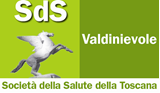 SdS
Valdinievole
Società della Salute della Toscana